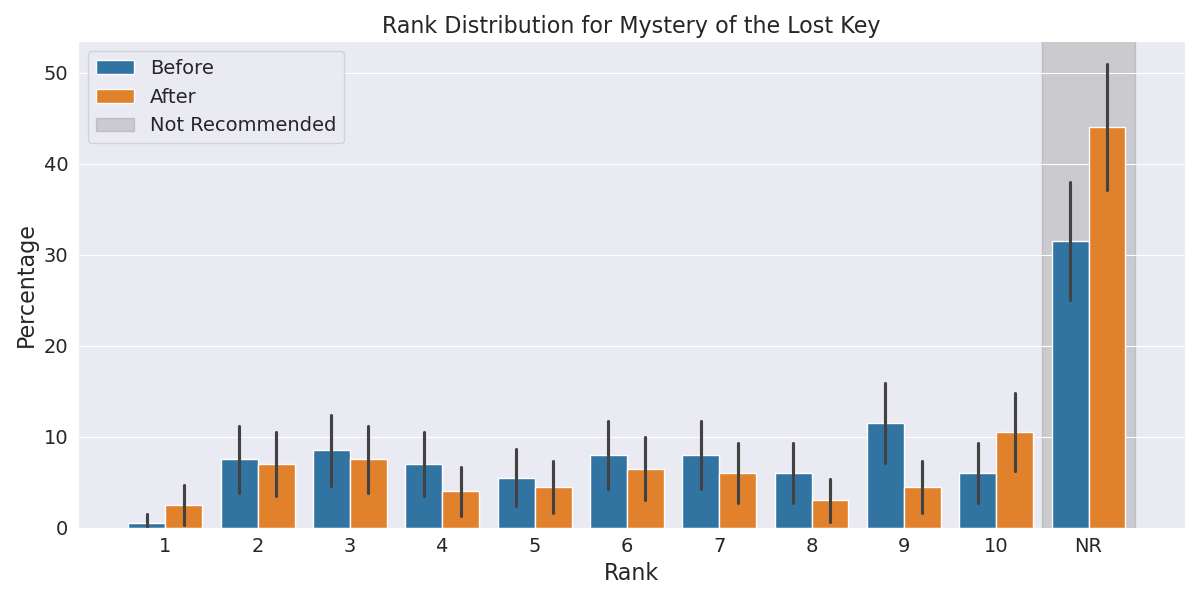 Rank Distribution for Mystery of the Lost Key
Before
After
Not Recommended
Percentage
50
40
30
20
10
0
1 2 3 4 5 6 7 8 9 10 NR
Rank